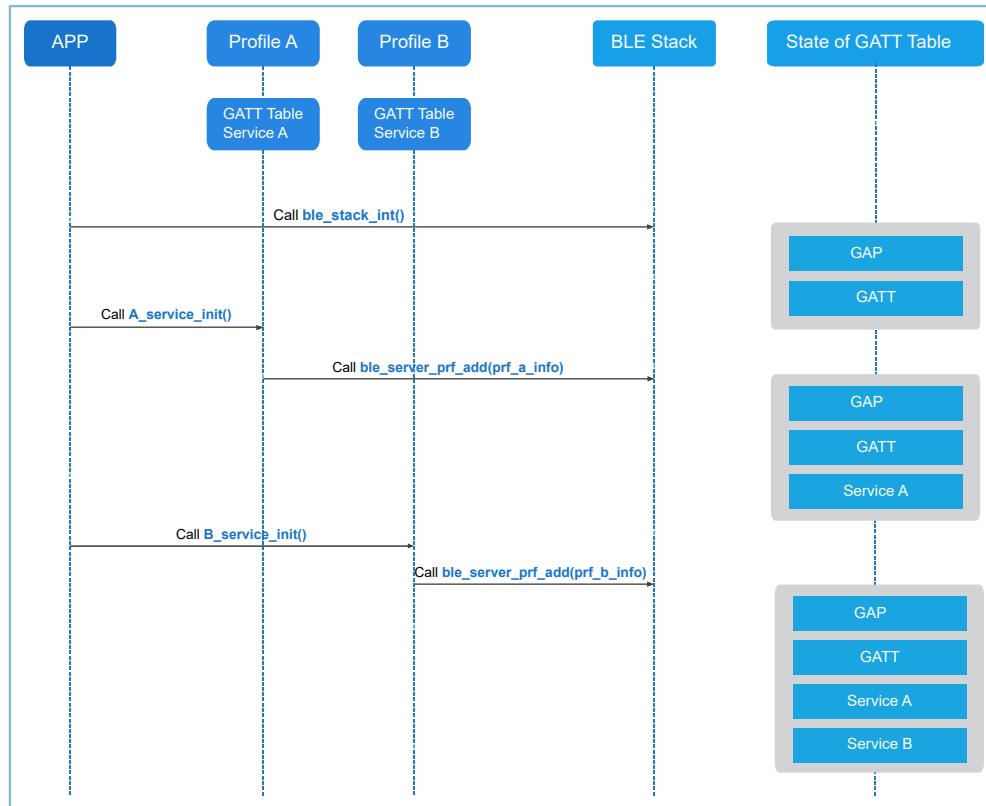 APP
Profile A
Profile B
BLE Stack
State of GATT Table
GATT Table
Service A
GATT Table
Service B
Call ble_stack_int()
GAP
GATT
Call A_service_init()
Call ble_server_prf_add(prf_a_info)
GAP
GATT
Service A
Call B_service_init()
Call ble_server_prf_add(prf_b_info)
GAP
GATT
Service A
Service B